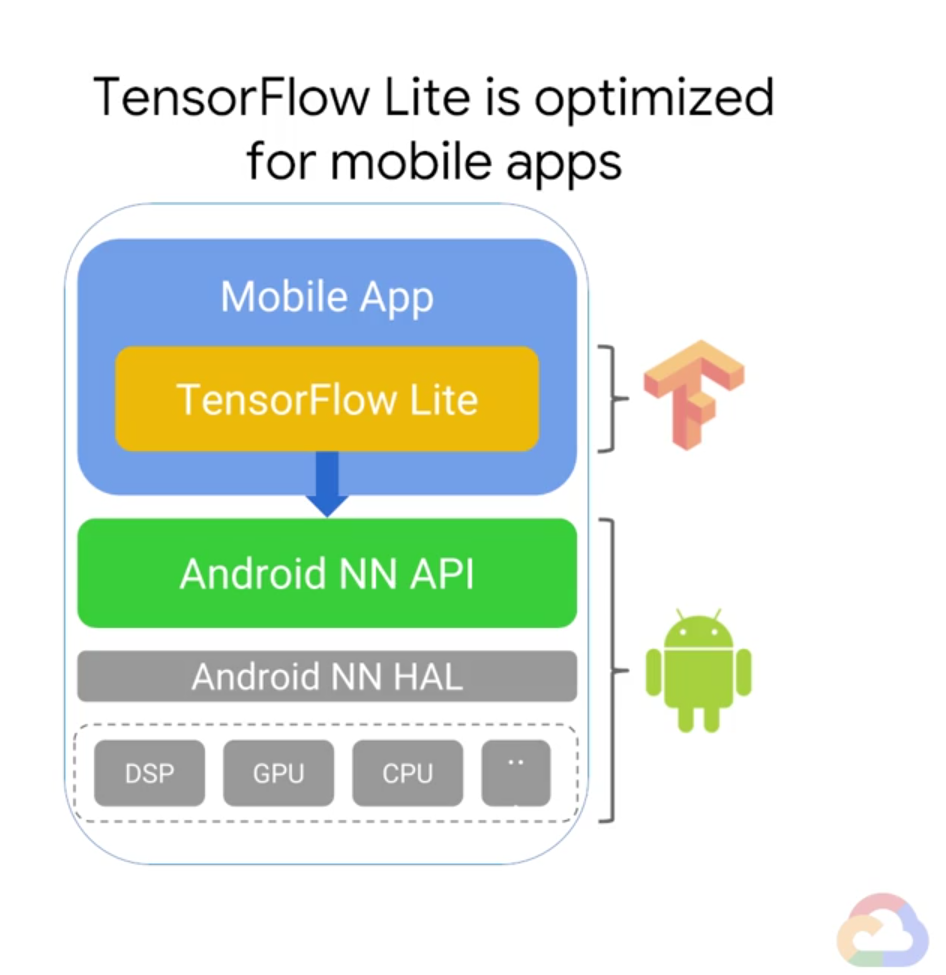 TensorFlow Lite is optimized
for mobile apps
Mobile App
TensorFlow Lite
Android NN API
Android NN HAL
DSP
GPU
CPU
..